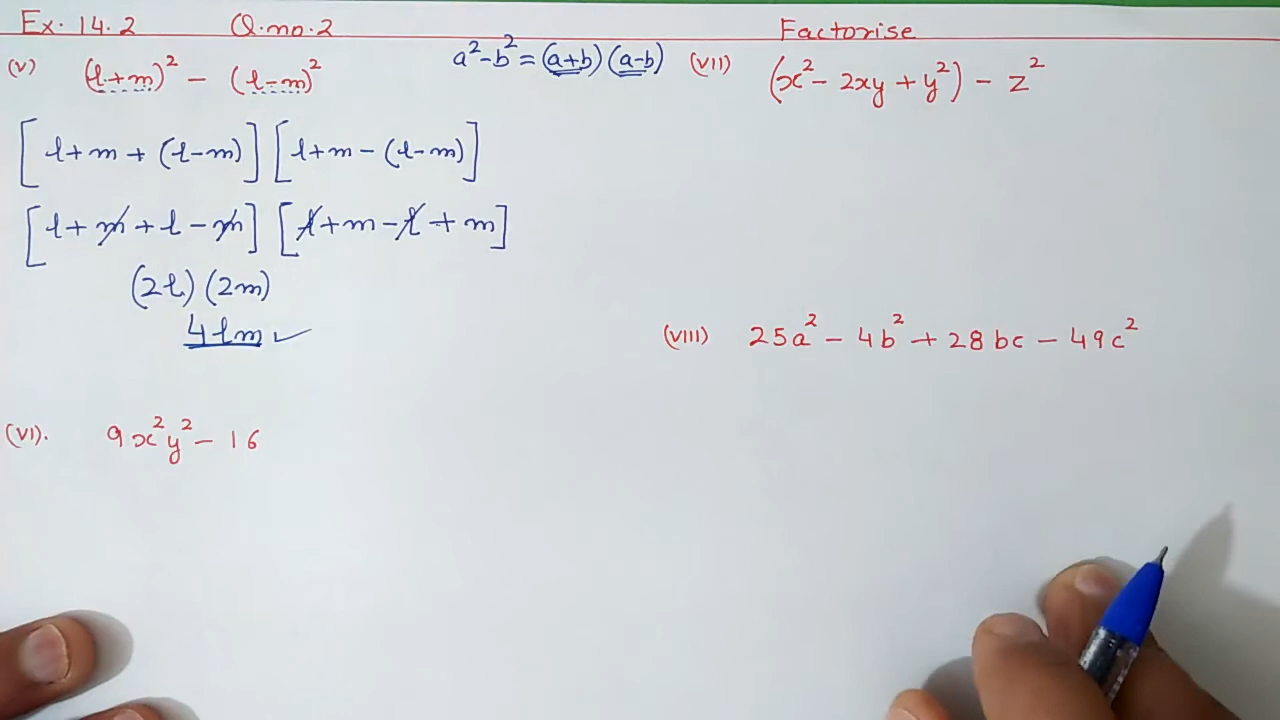 Ex. 14.2 Q.no.2 Factorise
(v) (l+m)² − (l−m)² a²−b² = (a+b)(a−b)
[l+m + (l−m)] [l+m − (l−m)]
[l + m + l − m] [l + m − l + m]
(2l) (2m)
4lm ✓
(VI). 9x²y² − 16
(VII) (x² − 2xy + y²) − z²
(VIII) 25a² − 4b² + 28bc − 49c²